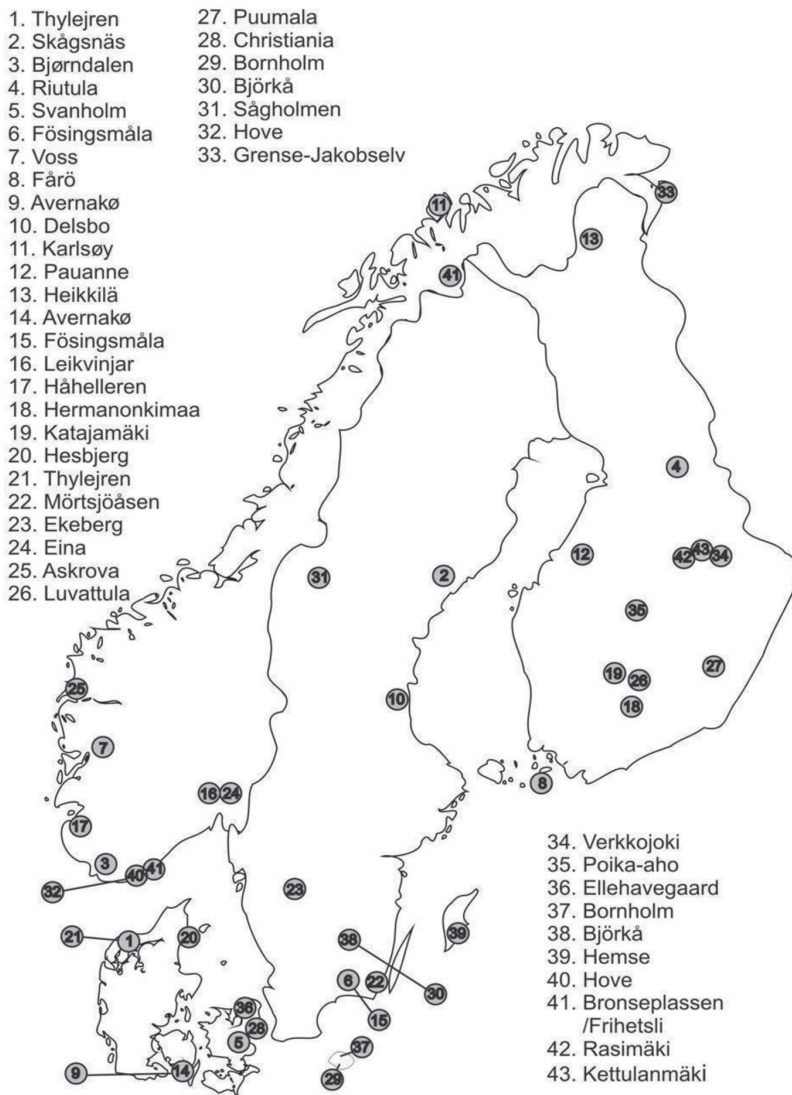 1. Thylejren
2. Skågsnäs
3. Bjørndalen
4. Riutula
5. Svanholm
6. Fösingsmåla
7. Voss
8. Fårö
9. Avernakø
10. Delsbo
11. Karlsøy
12. Pauanne
13. Heikkilä
14. Avernakø
15. Fösingsmåla
16. Leikvinjar
17. Håhelleren
18. Hermanonkimaa
19. Katajamäki
20. Hesbjerg
21. Thylejren
22. Mörtsjöåsen
23. Ekeberg
24. Eina
25. Askrova
26. Luvattula
27. Puumala
28. Christiania
29. Bornholm
30. Björkå
31. Sågholmen
32. Hove
33. Grense-Jakobselv
11
33
13
41
4
12
42
43
34
31
2
35
19
26
27
18
25
10
7
8
16
24
17
3
40
41
32
23
21
1
20
38
39
6
22
30
36
28
5
15
37
9
14
29
34. Verkkojoki
35. Poika-aho
36. Ellehavegaard
37. Bornholm
38. Björkå
39. Hemse
40. Hove
41. Bronseplassen
/Frihetsli
42. Rasimäki
43. Kettulanmäki